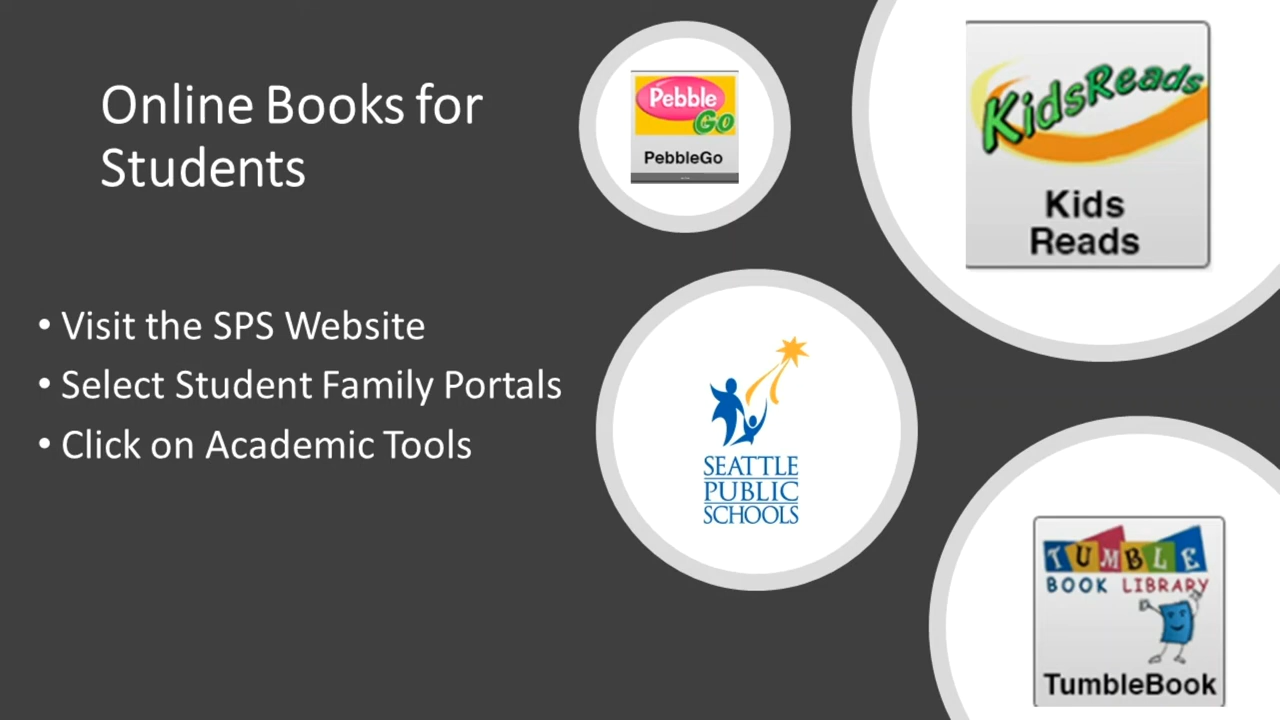 Online Books for
Students
• Visit the SPS Website
• Select Student Family Portals
• Click on Academic Tools
Pebble
Go
PebbleGo
KidsReads
Kids
Reads
SEATTLE
PUBLIC
SCHOOLS
TUMBLE
BOOK LIBRARY
TumbleBook